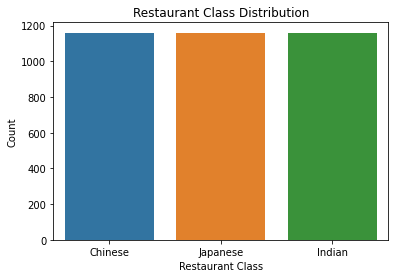 Restaurant Class Distribution
1200
1000
800
600
400
200
0
Count
Chinese Japanese Indian
Restaurant Class